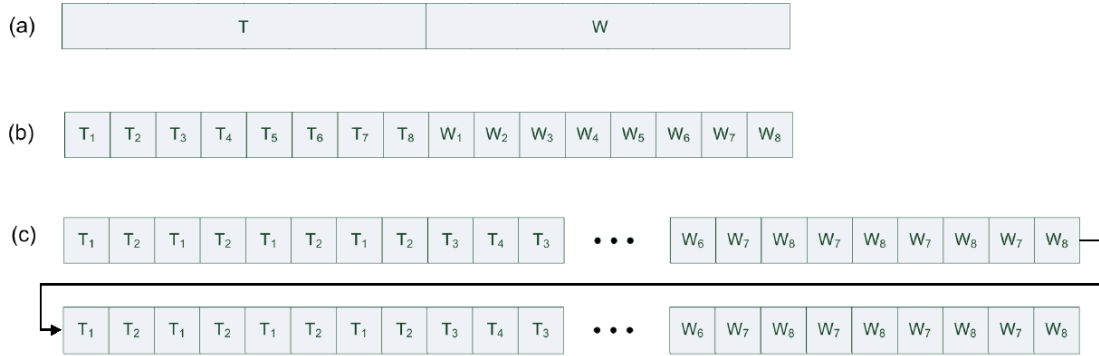 (a) T W
(b) T₁ T₂ T₃ T₄ T₅ T₆ T₇ T₈ W₁ W₂ W₃ W₄ W₅ W₆ W₇ W₈
(c) T₁ T₂ T₁ T₂ T₁ T₂ T₁ T₂ T₃ T₄ T₃ ••• W₆ W₇ W₈ W₇ W₈ W₇ W₈ W₇ W₈
T₁ T₂ T₁ T₂ T₁ T₂ T₁ T₂ T₃ T₄ T₃ ••• W₆ W₇ W₈ W₇ W₈ W₇ W₈ W₇ W₈